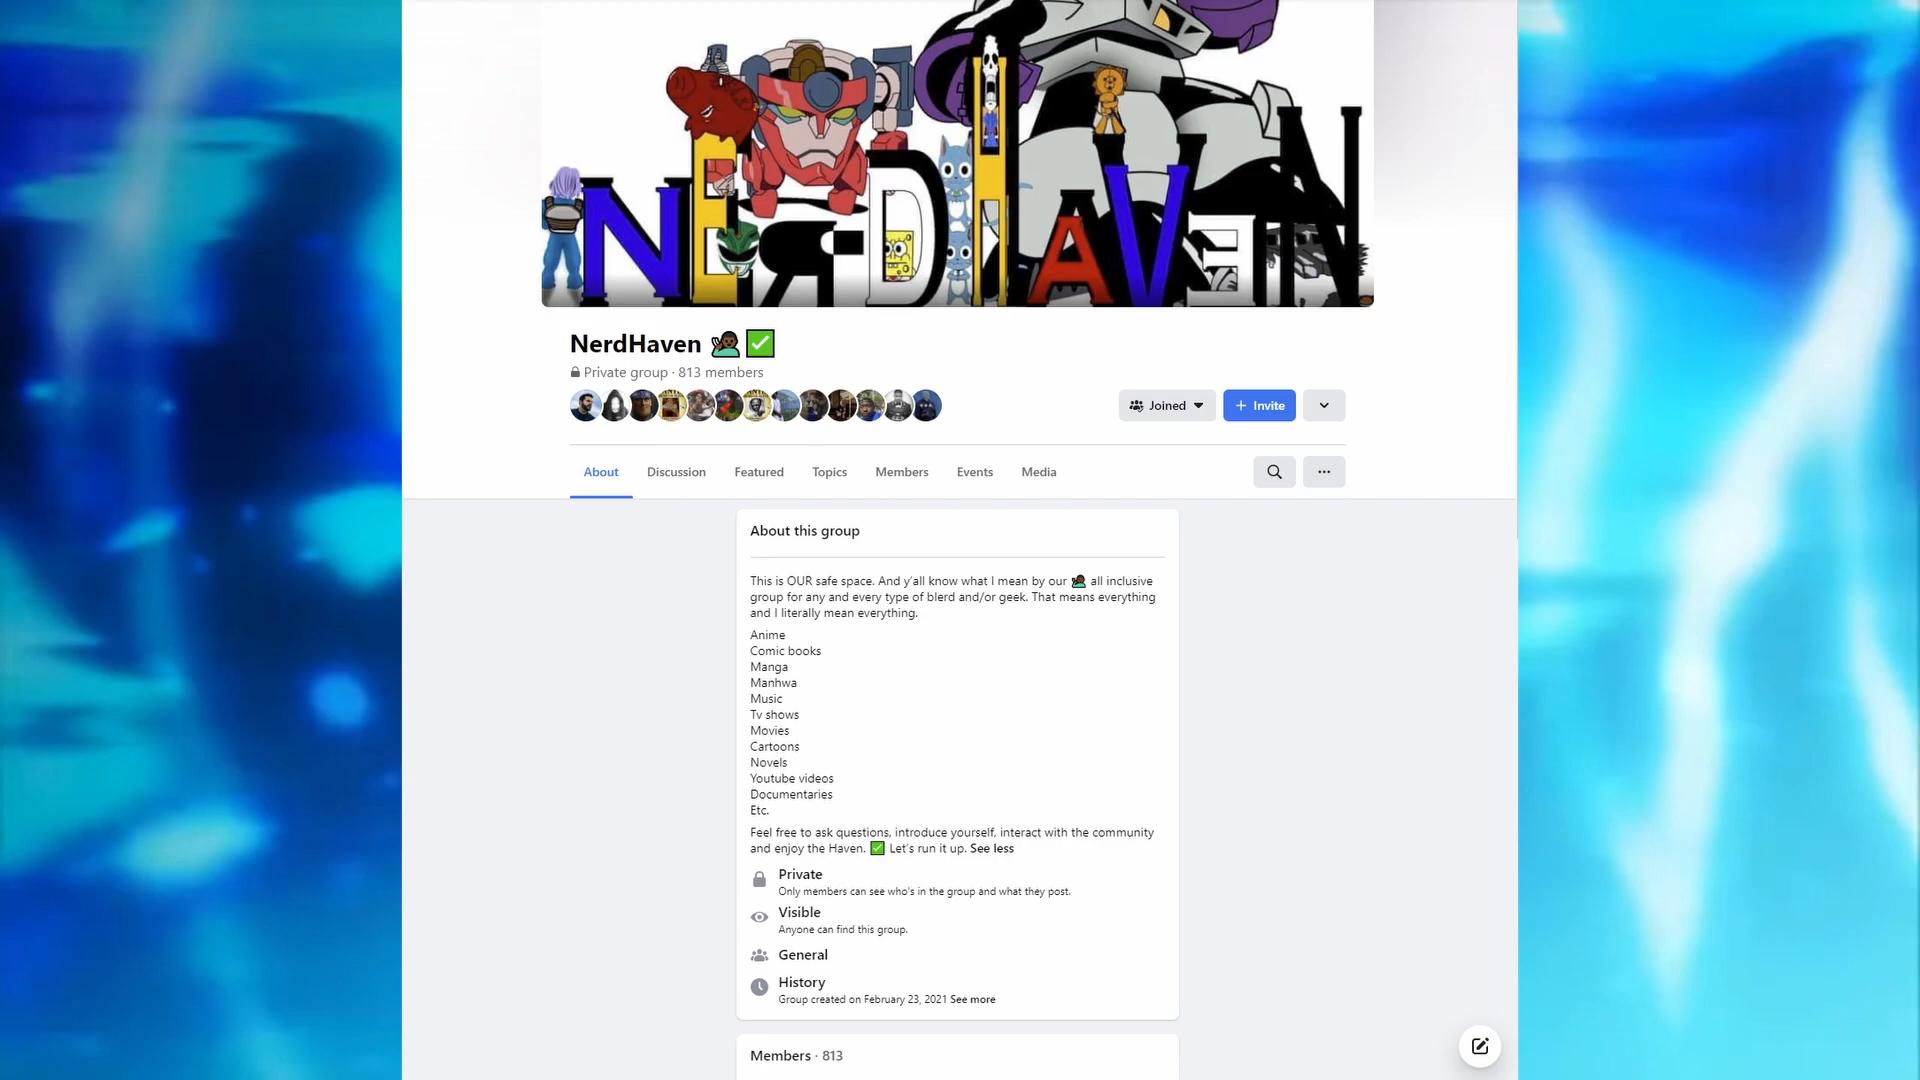 NERDHAVEN
NerdHaven 🙋🏿‍♂️ ✅
Private group · 813 members
Joined
+ Invite
About
Discussion
Featured
Topics
Members
Events
Media
About this group
This is OUR safe space. And y'all know what I mean by our 🙋🏿‍♂️ all inclusive
group for any and every type of blerd and/or geek. That means everything
and I literally mean everything.
Anime
Comic books
Manga
Manhwa
Music
Tv shows
Movies
Cartoons
Novels
Youtube videos
Documentaries
Etc.
Feel free to ask questions, introduce yourself, interact with the community
and enjoy the Haven. ✅ Let's run it up. See less
Private
Only members can see who's in the group and what they post.
Visible
Anyone can find this group.
General
History
Group created on February 23, 2021 See more
Members · 813